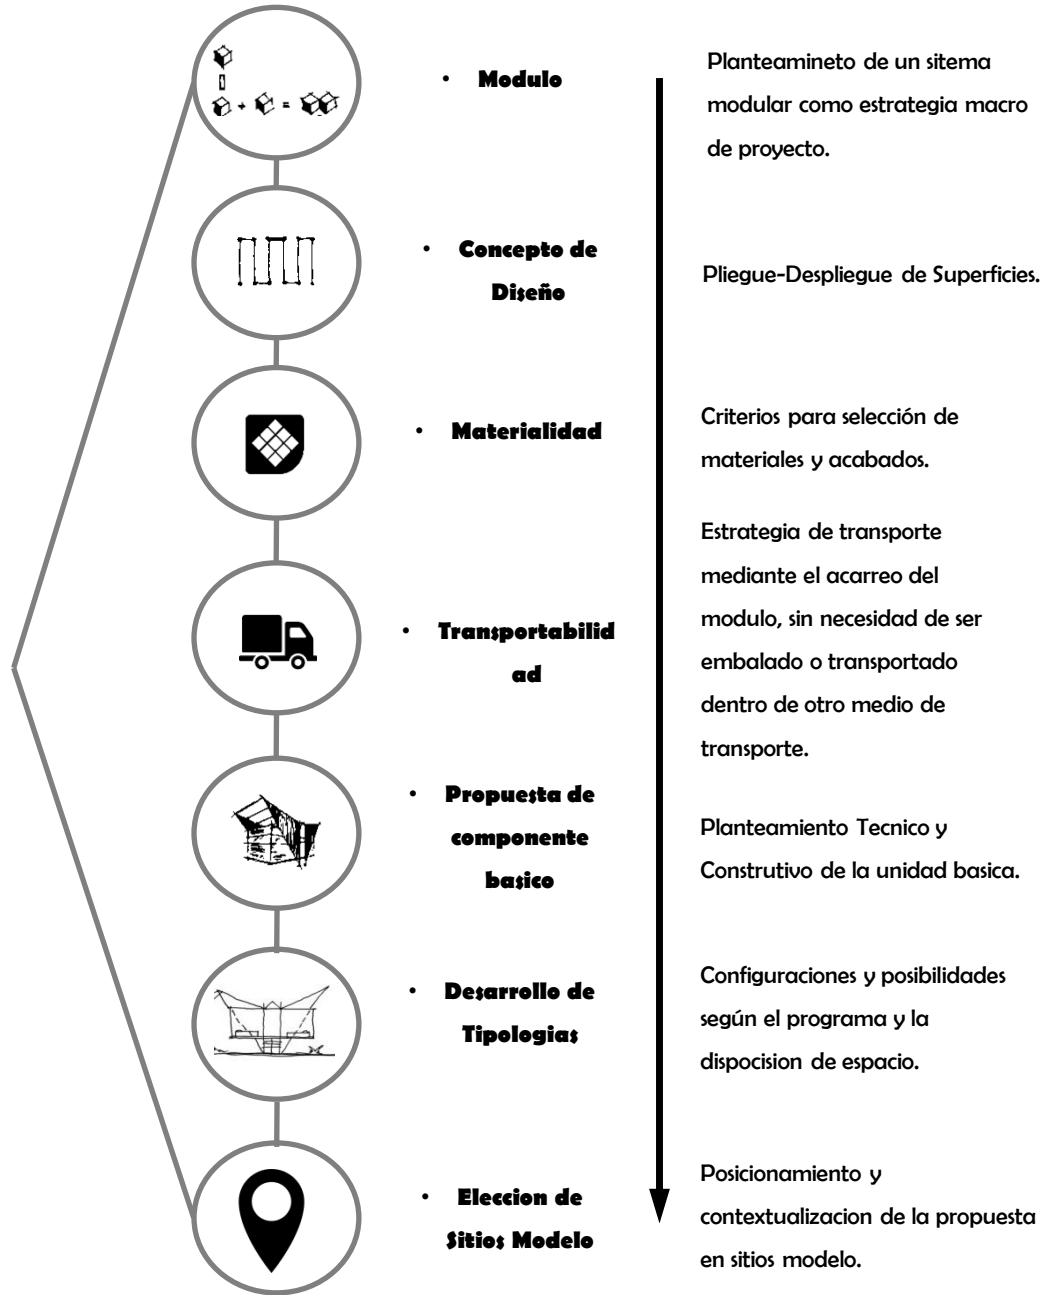 • Modulo
Planteamineto de un sitema
modular como estrategia macro
de proyecto.
• Concepto de
Diseño
Pliegue-Despliegue de Superficies.
• Materialidad
Criterios para selección de
materiales y acabados.
• Transportabilid
ad
Estrategia de transporte
mediante el acarreo del
modulo, sin necesidad de ser
embalado o transportado
dentro de otro medio de
transporte.
• Propuesta de
componente
basico
Planteamiento Tecnico y
Construtivo de la unidad basica.
• Desarrollo de
Tipologias
Configuraciones y posibilidades
según el programa y la
dispocision de espacio.
• Eleccion de
Sitios Modelo
Posicionamiento y
contextualizacion de la propuesta
en sitios modelo.